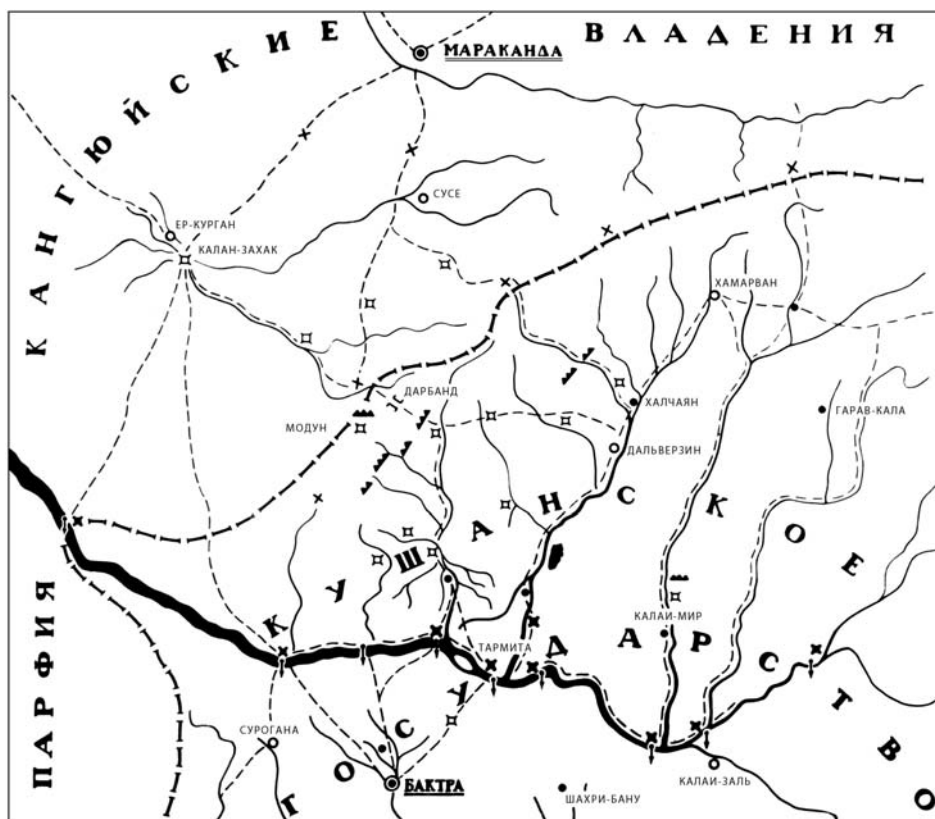 КАНГЮЙСКИЕ ВЛАДЕНИЯ
МАРАКАНДА
СУСЕ
ЕР-КУРГАН
КАЛАН-ЗАХАК
ХАМАРВАН
ДАРБАНД
ХАЛЧАЯН
ГАРАВ-КАЛА
МОДУН
ДАЛЬВЕРЗИН
КУШАНСКОЕ
ПАРФИЯ
КАЛАИ-МИР
ТАРМИТА
ГОСУДАРСТВО
СУРОГАНА
КАЛАИ-ЗАЛЬ
БАКТРА
ШАХРИ-БАНУ